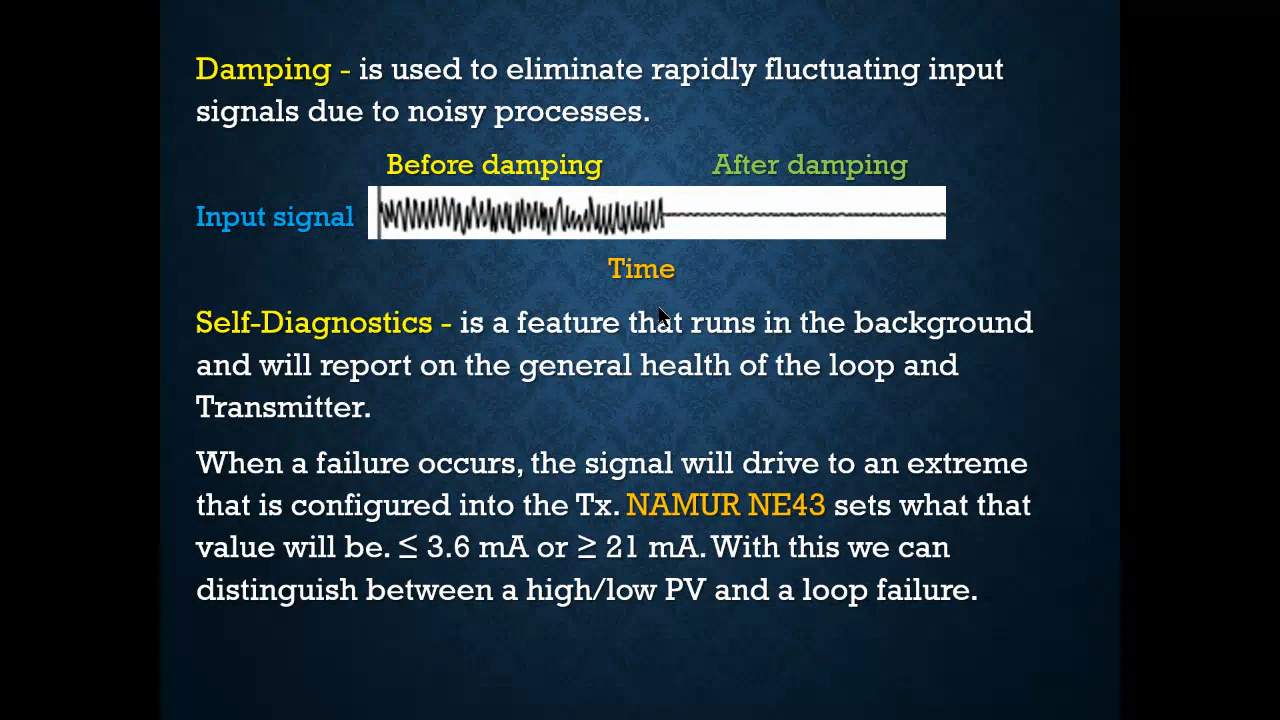 Damping - is used to eliminate rapidly fluctuating input
signals due to noisy processes.
Before damping After damping
Input signal
Time
Self-Diagnostics - is a feature that runs in the background
and will report on the general health of the loop and
Transmitter.
When a failure occurs, the signal will drive to an extreme
that is configured into the Tx. NAMUR NE43 sets what that
value will be. ≤ 3.6 mA or ≥ 21 mA. With this we can
distinguish between a high/low PV and a loop failure.